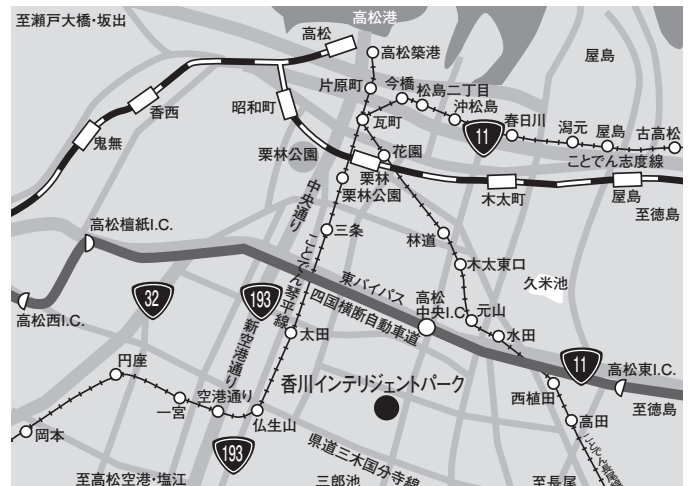 高松港
至瀬戸大橋・坂出
高松
高松築港
屋島
片原町
今橋
松島二丁目
沖松島
香西
昭和町
瓦町
11
春日川
潟元
屋島
古高松
鬼無
花園
ことでん志度線
栗林公園
栗林
栗林公園
木太町
屋島
中央通り
至徳島
高松檀紙I.C.
三条
林道
ことでん琴平線
木太東口
東バイパス
久米池
32
193
高松
中央I.C.
四国横断自動車道
高松西I.C.
元山
新空港通り
太田
水田
円座
11
高松東I.C.
香川インテリジェントパーク
西植田
一宮
空港通り
至徳島
仏生山
高田
岡本
193
県道三木国分寺線
至高松空港・塩江
三郎池
至長尾